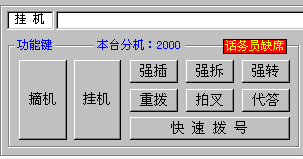 挂 机
功能键 本台分机：2000 话务员缺席
摘机 挂机 强插 强拆 强转
重拨 拍叉 代答
快 速 拨 号